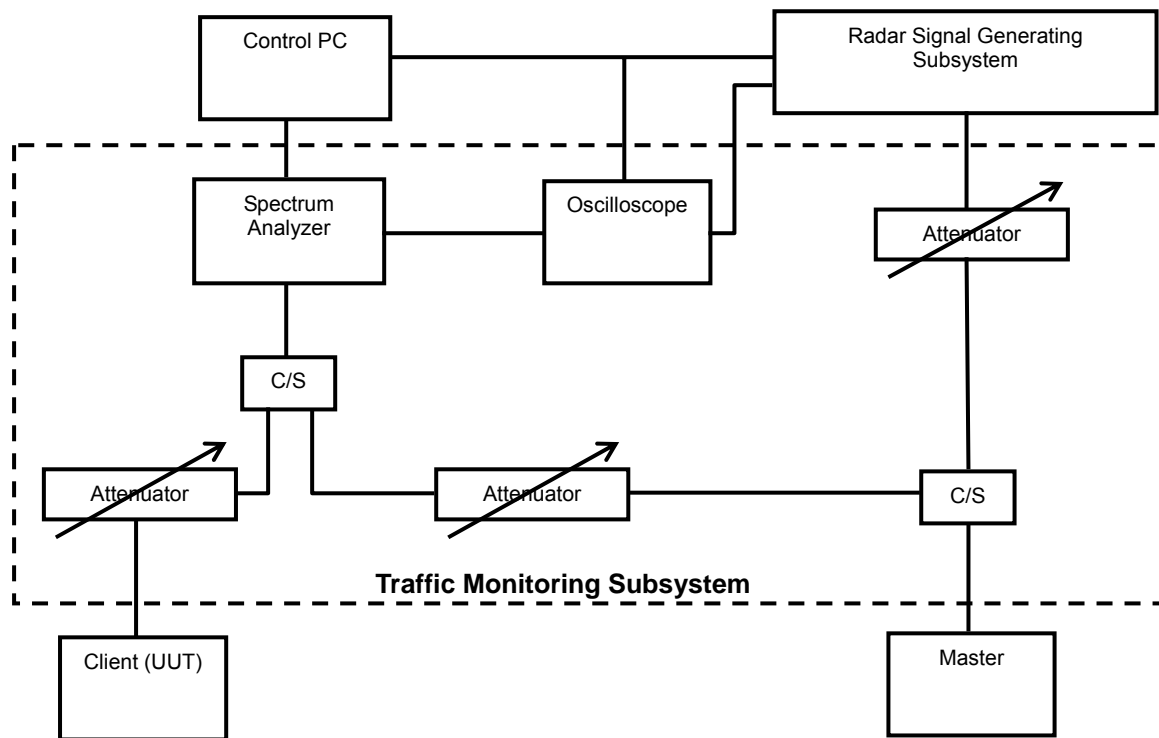 Control PC
Radar Signal Generating
Subsystem
Spectrum
Analyzer
Oscilloscope
Attenuator
C/S
Attenuator
Attenuator
C/S
Traffic Monitoring Subsystem
Client (UUT)
Master